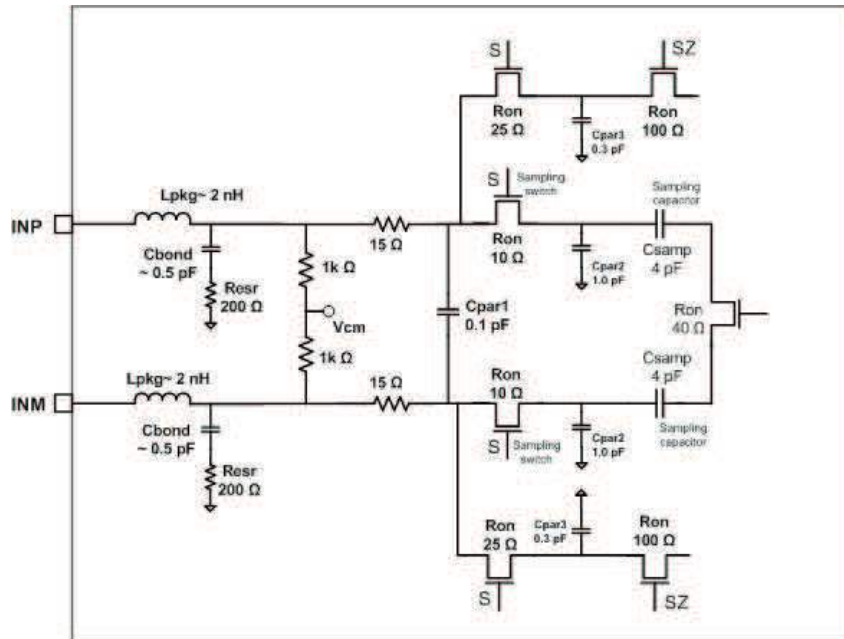 S
SZ
Ron
25 Ω
Cpar3
0.3 pF
Ron
100 Ω
S
Sampling
switch
Sampling
capacitor
Lpkg~ 2 nH
INP
15 Ω
Ron
10 Ω
Cpar2
1.0 pF
Csamp
4 pF
Cbond
~ 0.5 pF
Resr
200 Ω
1k Ω
Vcm
1k Ω
Cpar1
0.1 pF
Ron
40 Ω
Lpkg~ 2 nH
INM
15 Ω
Ron
10 Ω
Csamp
4 pF
Cbond
~ 0.5 pF
Resr
200 Ω
S
Sampling
switch
Cpar2
1.0 pF
Sampling
capacitor
Ron
25 Ω
Cpar3
0.3 pF
Ron
100 Ω
S
SZ